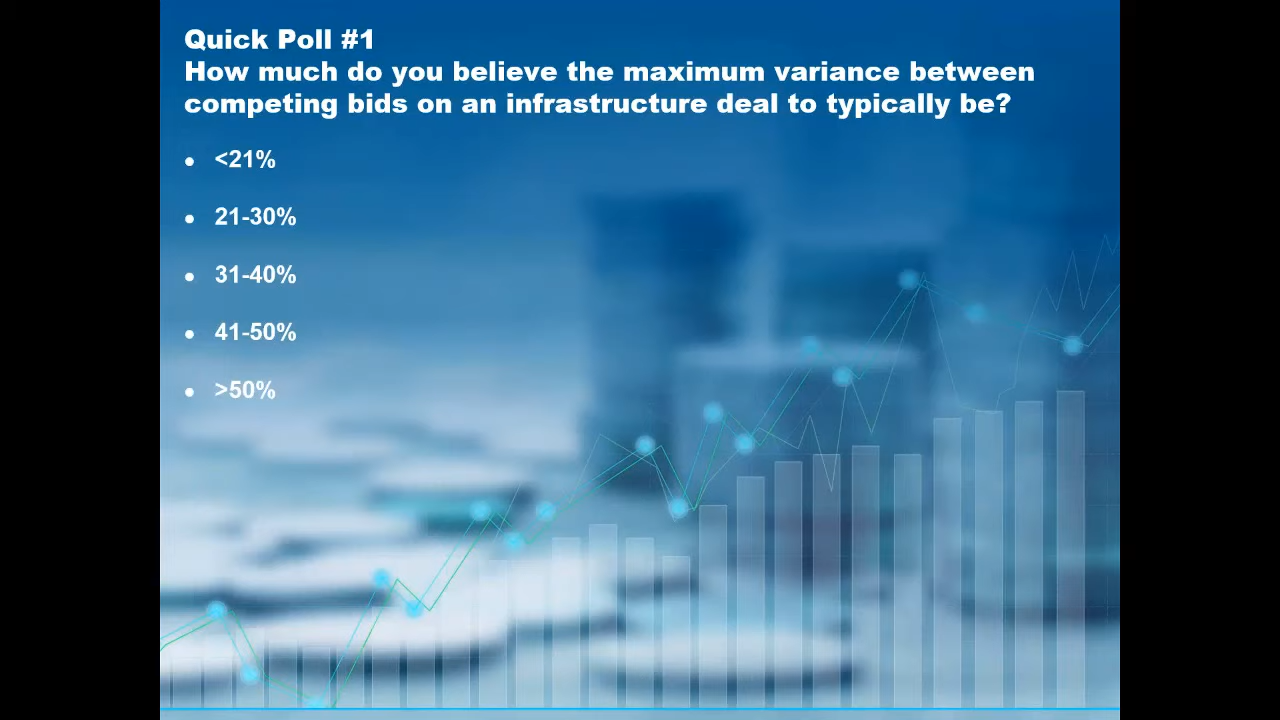 Quick Poll #1
How much do you believe the maximum variance between
competing bids on an infrastructure deal to typically be?
• <21%
• 21-30%
• 31-40%
• 41-50%
• >50%